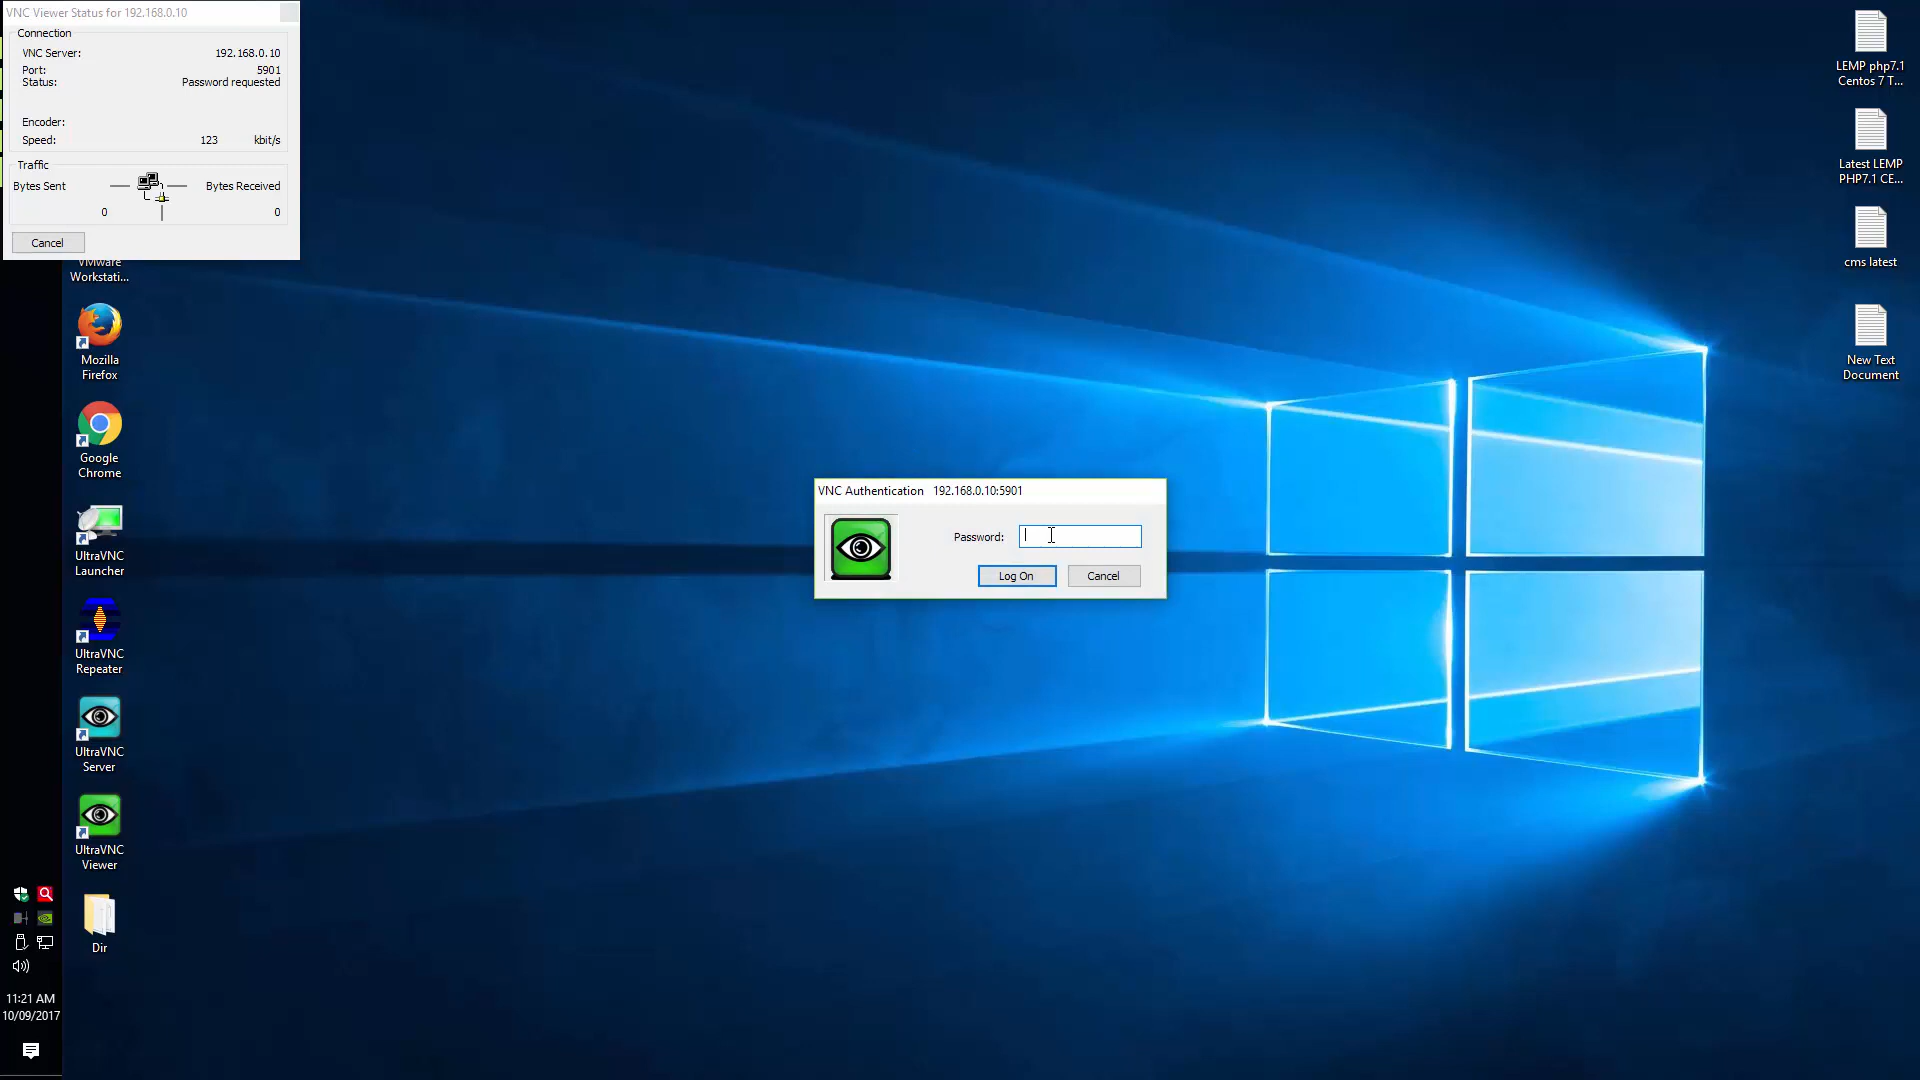 VNC Viewer Status for 192.168.0.10
Connection
VNC Server: 192.168.0.10
Port: 5901
Status: Password requested
Encoder:
Speed: 123 kbit/s
Traffic
Bytes Sent Bytes Received
0 0
Cancel
VMware
Workstati...
Mozilla
Firefox
Google
Chrome
UltraVNC
Launcher
UltraVNC
Repeater
UltraVNC
Server
UltraVNC
Viewer
Dir
11:21 AM
10/09/2017
VNC Authentication 192.168.0.10:5901
Password:
Log On Cancel
LEMP php7.1
Centos 7 T...
Latest LEMP
PHP7.1 CE...
cms latest
New Text
Document